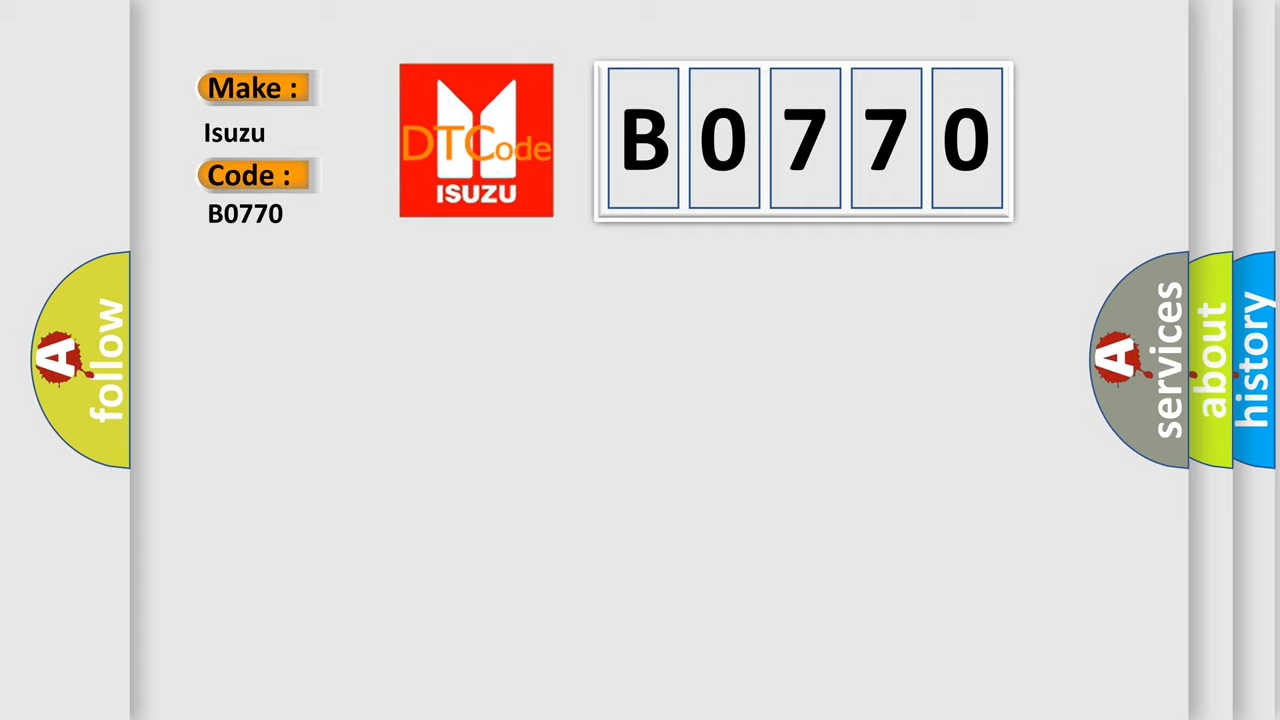 Make :
Isuzu
Code :
B0770
DTCode
ISUZU
B 0 7 7 0
A follow
A services
about
history